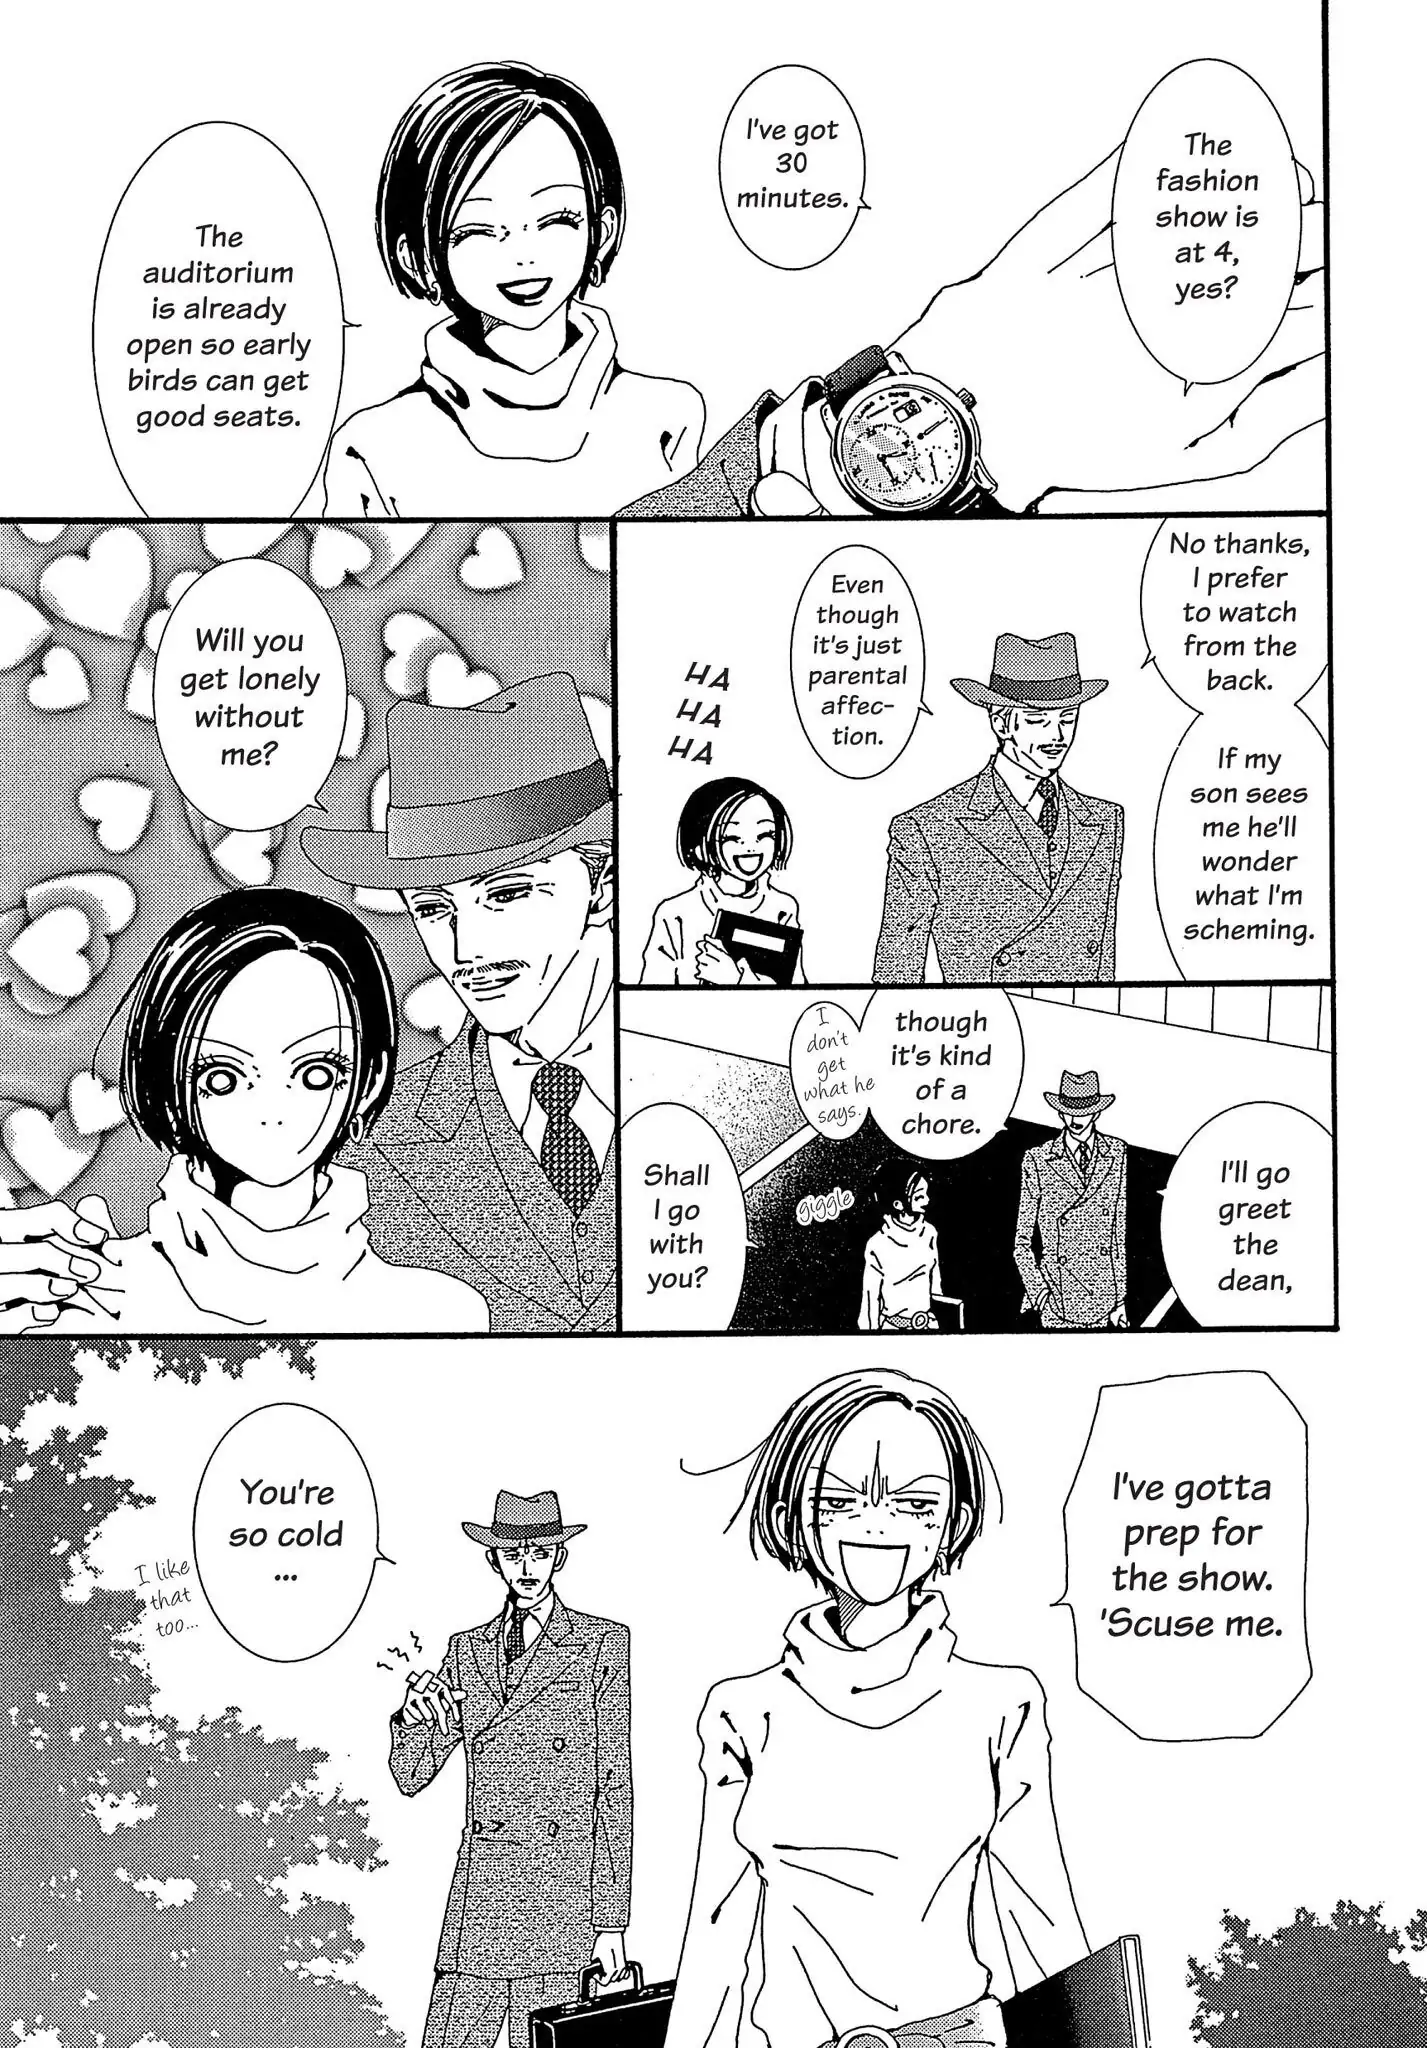 The
fashion
show is
at 4,
yes?
I've got
30
minutes.
The
auditorium
is already
open so early
birds can get
good seats.
No thanks,
I prefer
to watch
from the
back.
If my
son sees
me he'll
wonder
what I'm
scheming.
Even
though
it's just
parental
affec-
tion.
HA
HA
HA
I'll go
greet
the
dean,
though
it's kind
of a
chore.
I
don't
get
what he
says.
giggle
Shall
I go
with
you?
Will you
get lonely
without
me?
I've gotta
prep for
the show.
'Scuse me.
You're
so cold
...
I like
that
too...